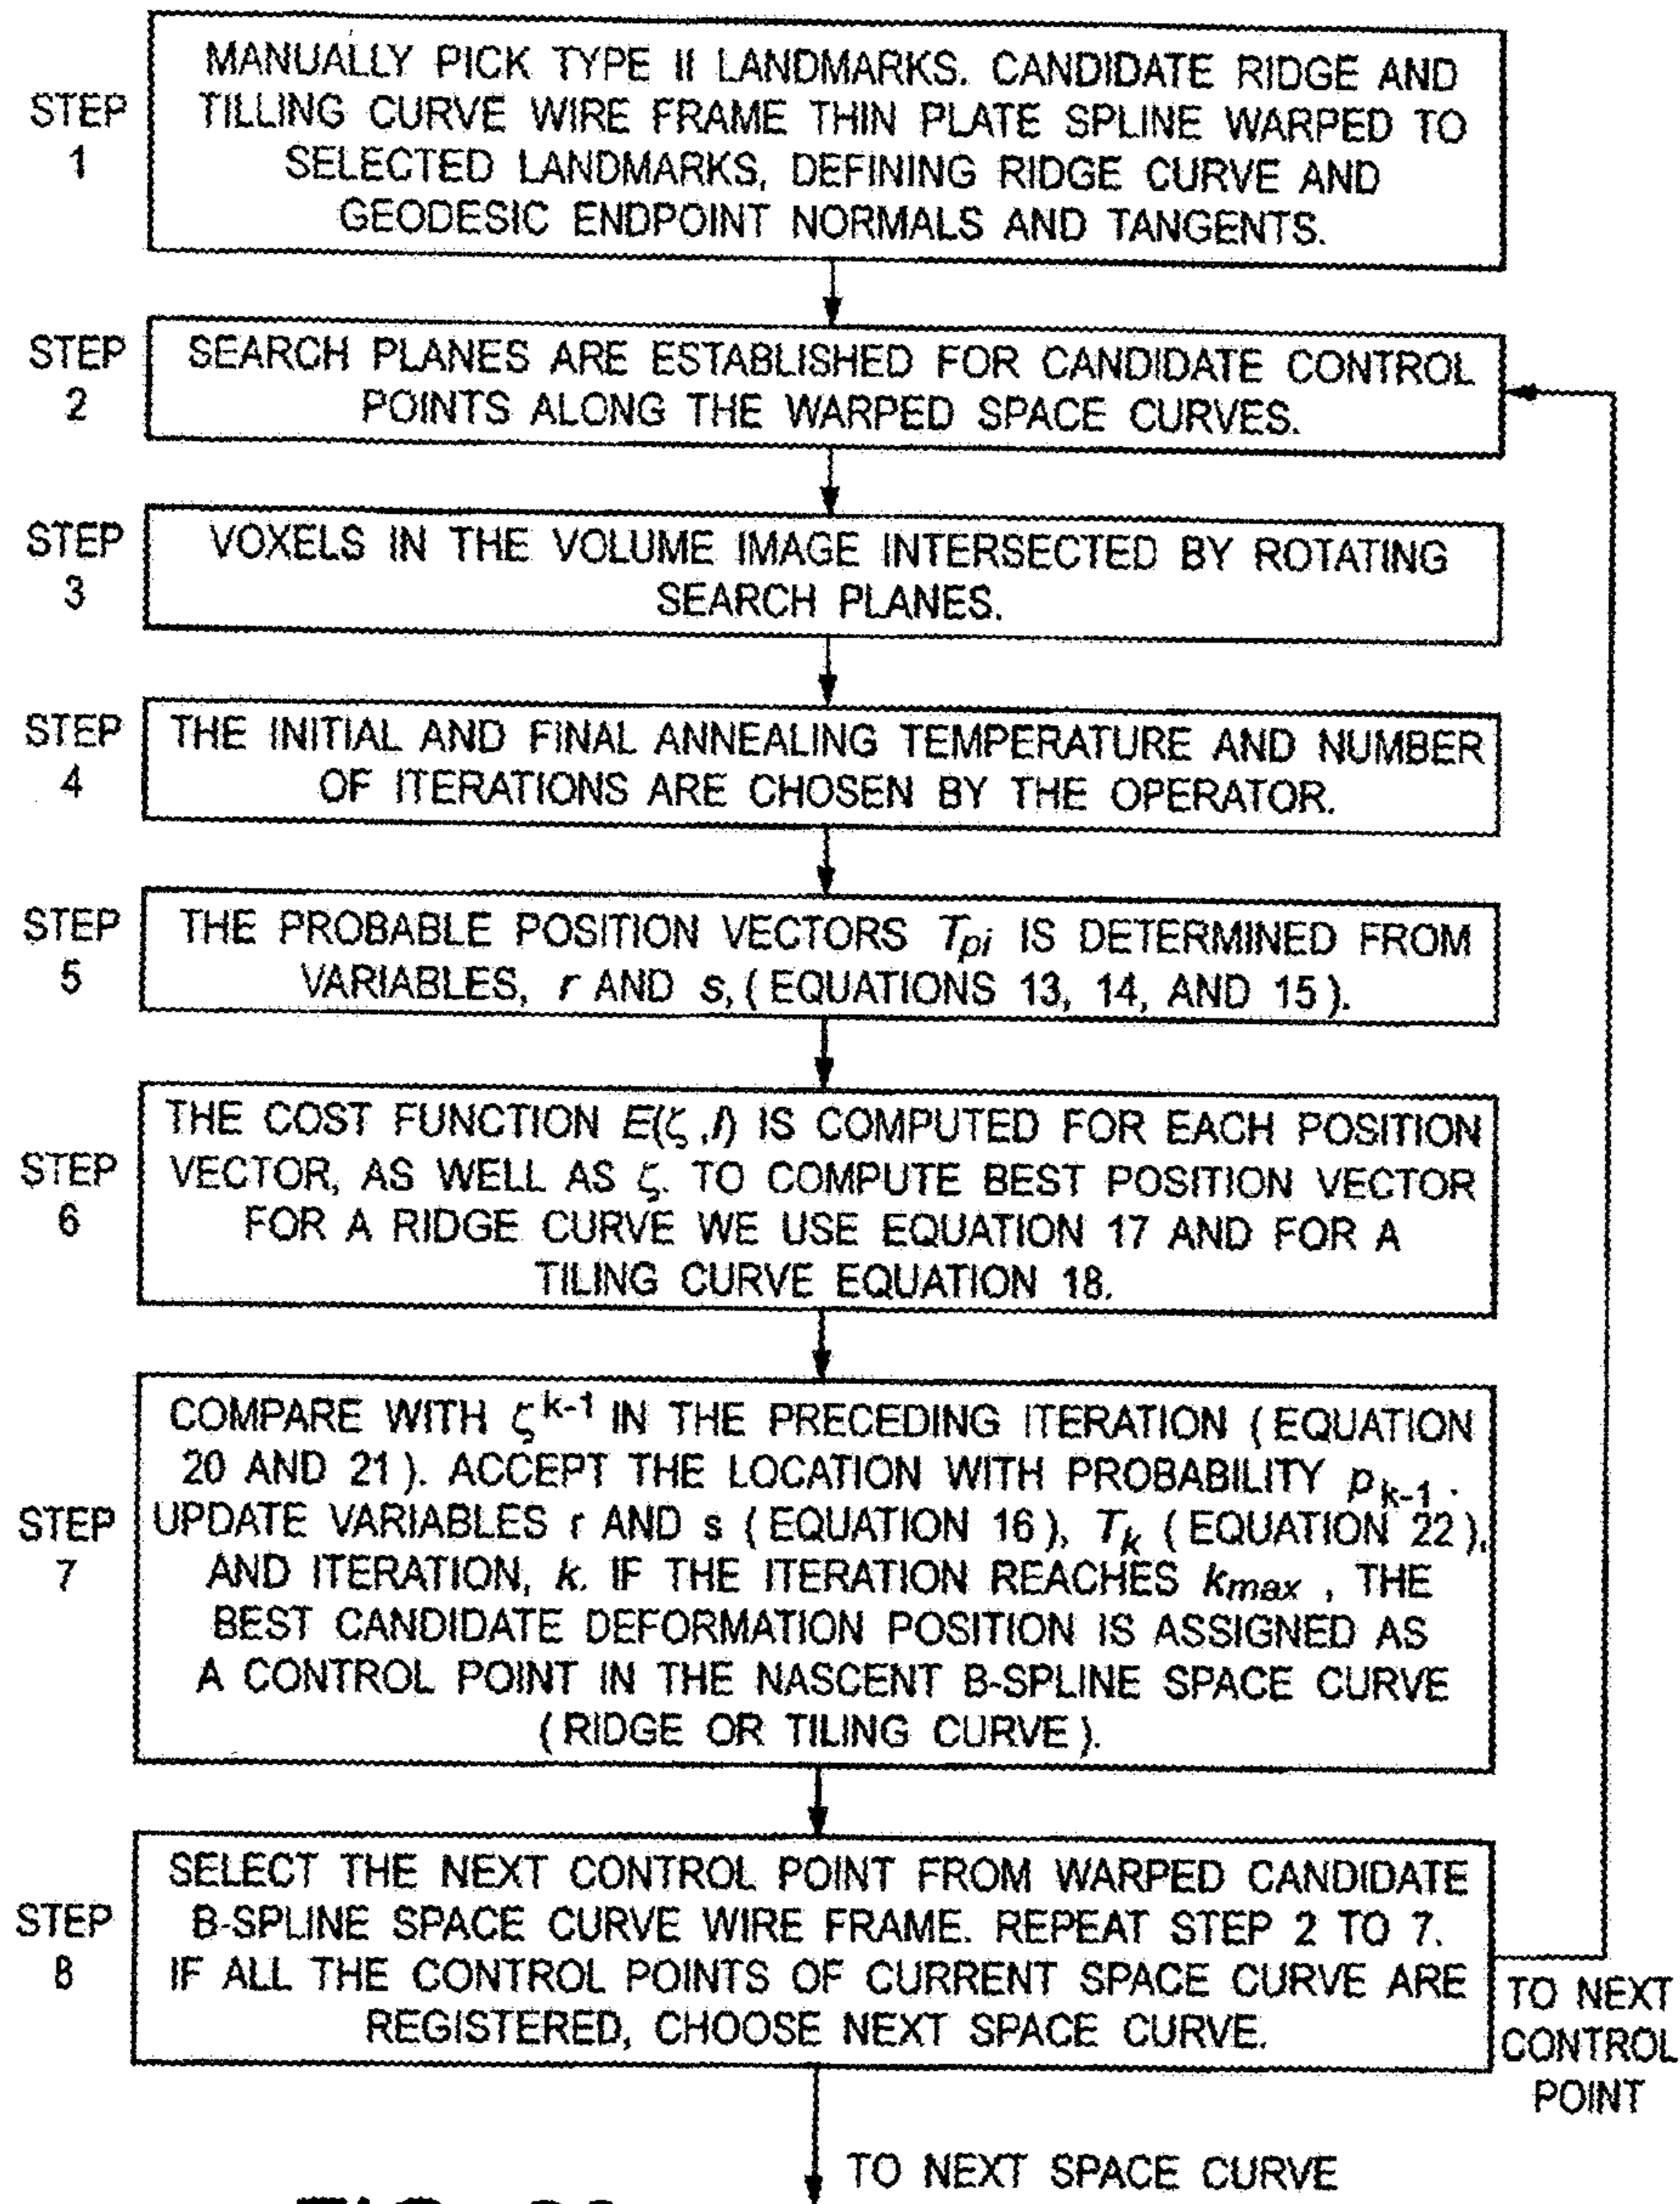 STEP
1
MANUALLY PICK TYPE II LANDMARKS. CANDIDATE RIDGE AND
TILLING CURVE WIRE FRAME THIN PLATE SPLINE WARPED TO
SELECTED LANDMARKS, DEFINING RIDGE CURVE AND
GEODESIC ENDPOINT NORMALS AND TANGENTS.
STEP
2
SEARCH PLANES ARE ESTABLISHED FOR CANDIDATE CONTROL
POINTS ALONG THE WARPED SPACE CURVES.
STEP
3
VOXELS IN THE VOLUME IMAGE INTERSECTED BY ROTATING
SEARCH PLANES.
STEP
4
THE INITIAL AND FINAL ANNEALING TEMPERATURE AND NUMBER
OF ITERATIONS ARE CHOSEN BY THE OPERATOR.
STEP
5
THE PROBABLE POSITION VECTORS Tpi IS DETERMINED FROM
VARIABLES, r AND s, ( EQUATIONS 13, 14, AND 15 ).
STEP
6
THE COST FUNCTION E(ζ ,I) IS COMPUTED FOR EACH POSITION
VECTOR, AS WELL AS ζ. TO COMPUTE BEST POSITION VECTOR
FOR A RIDGE CURVE WE USE EQUATION 17 AND FOR A
TILING CURVE EQUATION 18.
STEP
7
COMPARE WITH ζ k-1 IN THE PRECEDING ITERATION ( EQUATION
20 AND 21 ). ACCEPT THE LOCATION WITH PROBABILITY p k-1 .
UPDATE VARIABLES r AND s ( EQUATION 16 ), Tk ( EQUATION 22 ),
AND ITERATION, k. IF THE ITERATION REACHES kmax , THE
BEST CANDIDATE DEFORMATION POSITION IS ASSIGNED AS
A CONTROL POINT IN THE NASCENT B-SPLINE SPACE CURVE
( RIDGE OR TILING CURVE ).
STEP
8
SELECT THE NEXT CONTROL POINT FROM WARPED CANDIDATE
B-SPLINE SPACE CURVE WIRE FRAME. REPEAT STEP 2 TO 7.
IF ALL THE CONTROL POINTS OF CURRENT SPACE CURVE ARE
REGISTERED, CHOOSE NEXT SPACE CURVE.
TO NEXT
CONTROL
POINT
TO NEXT SPACE CURVE